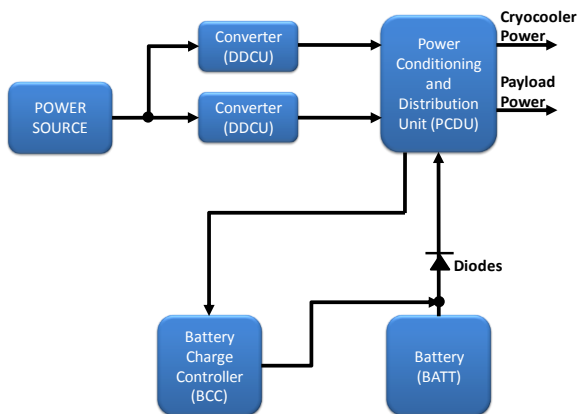 Converter
(DDCU)
Cryocooler
Power
Power
Conditioning
and
Distribution
Unit (PCDU)
Payload
Power
POWER
SOURCE
Converter
(DDCU)
Diodes
Battery
Charge
Controller
(BCC)
Battery
(BATT)